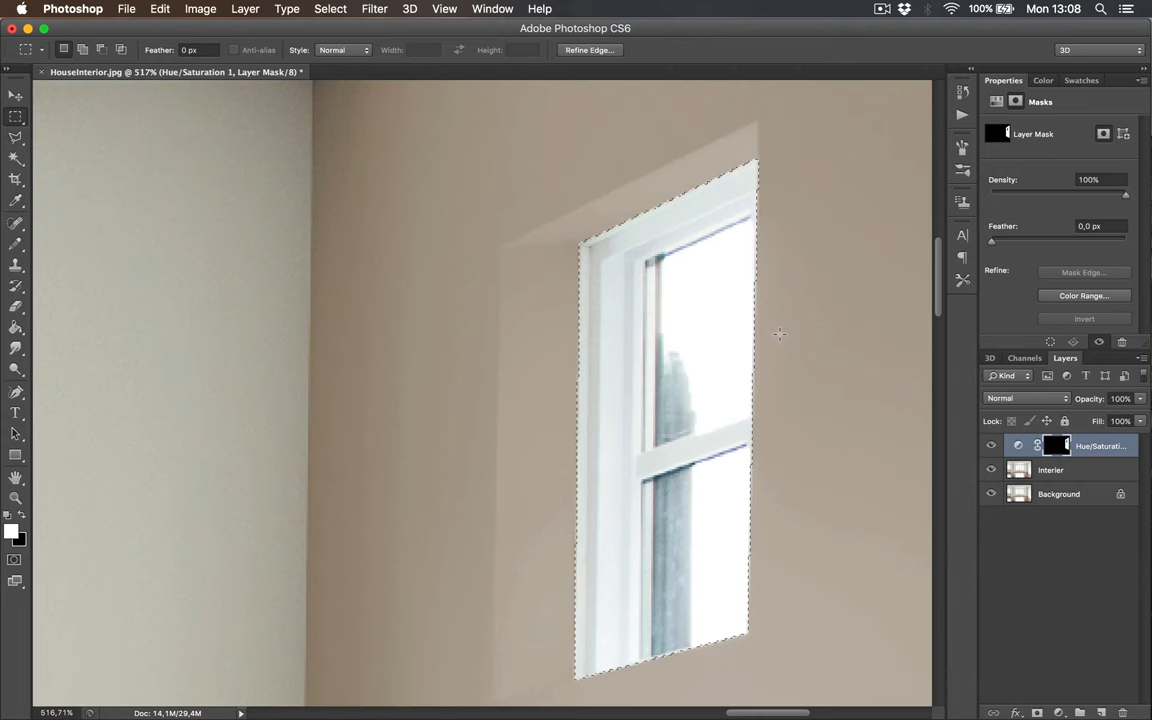 Photoshop File Edit Image Layer Type Select Filter 3D View Window Help 100% Mon 13:08
Adobe Photoshop CS6
Feather: 0 px Anti-alias Style: Normal Width: Height: Refine Edge... 3D
HouseInterior.jpg @ 517% (Hue/Saturation 1, Layer Mask/8) *
Properties Color Swatches
Masks
Layer Mask
Density: 100%
Feather: 0,0 px
Refine: Mask Edge...
Color Range...
Invert
3D Channels Layers
Kind
Normal Opacity: 100%
Lock: Fill: 100%
Hue/Saturati...
Interier
Background
516,71% Doc: 14,1M/29,4M